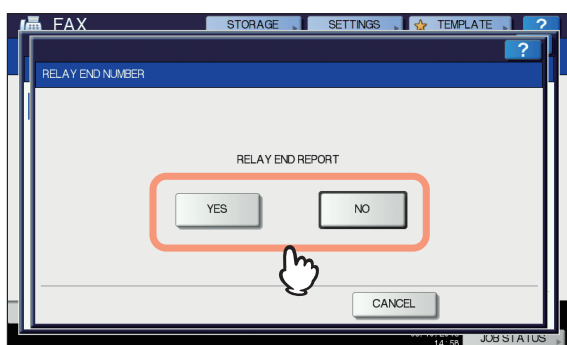 FAX STORAGE SETTINGS TEMPLATE ?
?
RELAY END NUMBER
RELAY END REPORT
YES NO
CANCEL
14:58 JOB STATUS